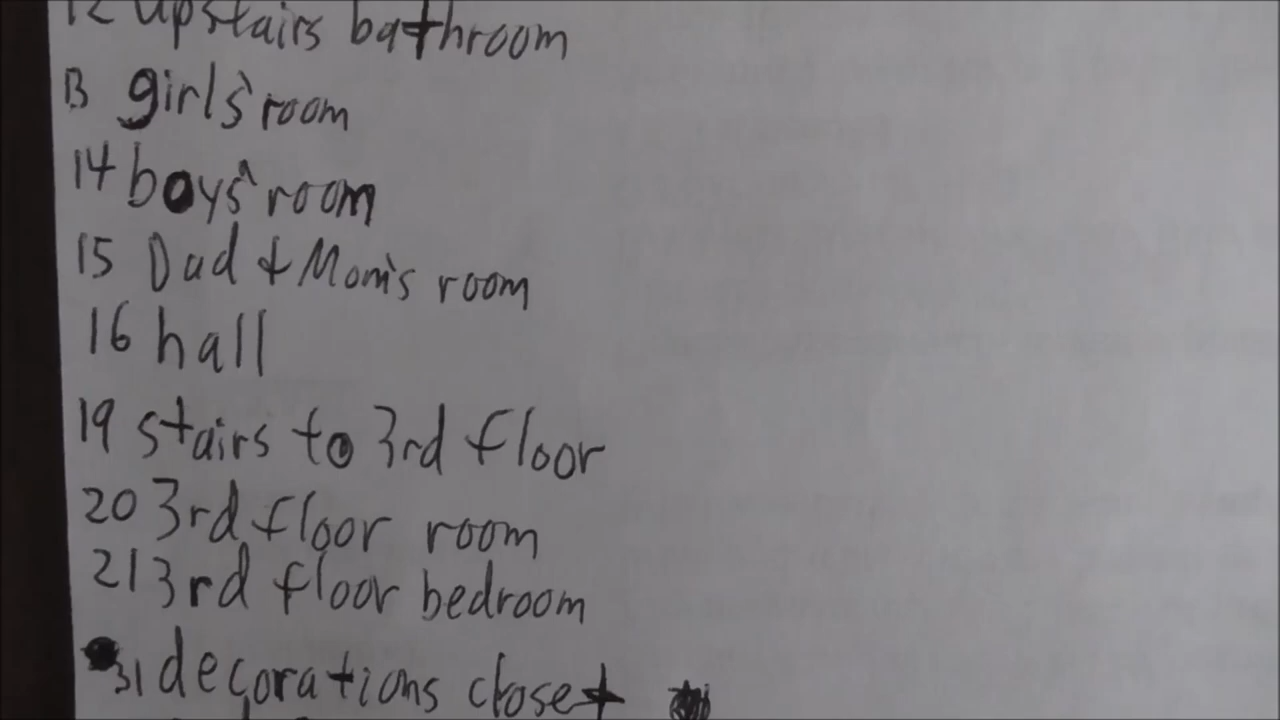 12 upstairs bathroom
13 girls' room
14 boys' room
15 Dad & Mom's room
16 hall
19 stairs to 3rd floor
20 3rd floor room
21 3rd floor bedroom
31 decorations closet